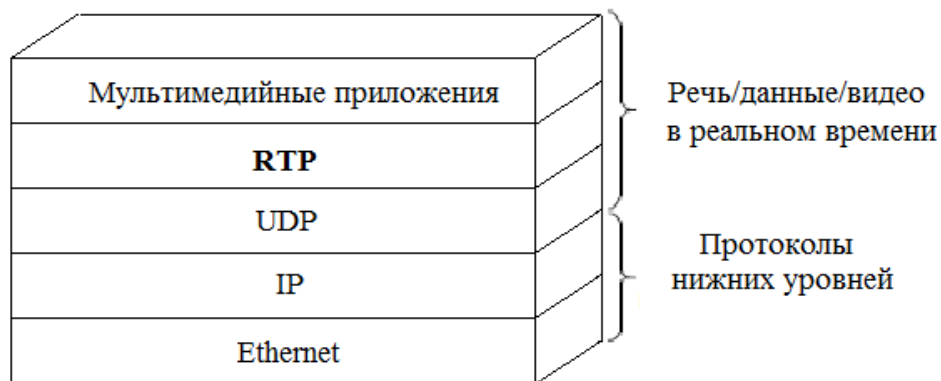 Мультимедийные приложения
RTP
UDP
IP
Ethernet
Речь/данные/видео
в реальном времени
Протоколы
нижних уровней